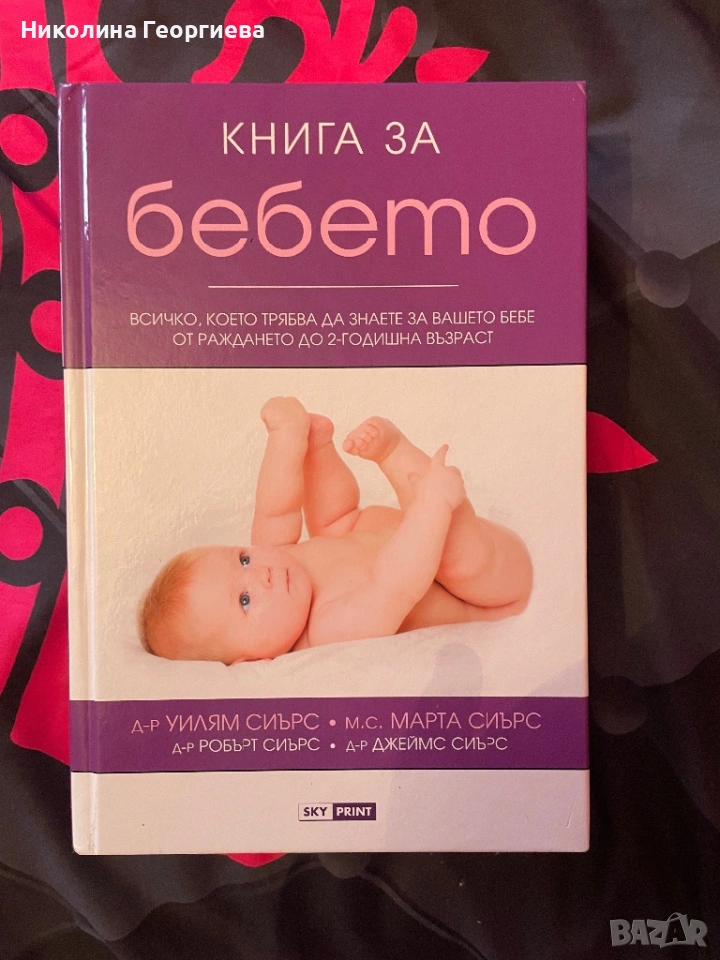 Николина Георгиева
КНИГА ЗА
бебето
ВСИЧКО, КОЕТО ТРЯБВА ДА ЗНАЕТЕ ЗА ВАШЕТО БЕБЕ
ОТ РАЖДАНЕТО ДО 2-ГОДИШНА ВЪЗРАСТ
д-р УИЛЯМ СИЪРС • м.с. МАРТА СИЪРС
д-р РОБЪРТ СИЪРС • д-р ДЖЕЙМС СИЪРС
SKY PRINT
BAZAR